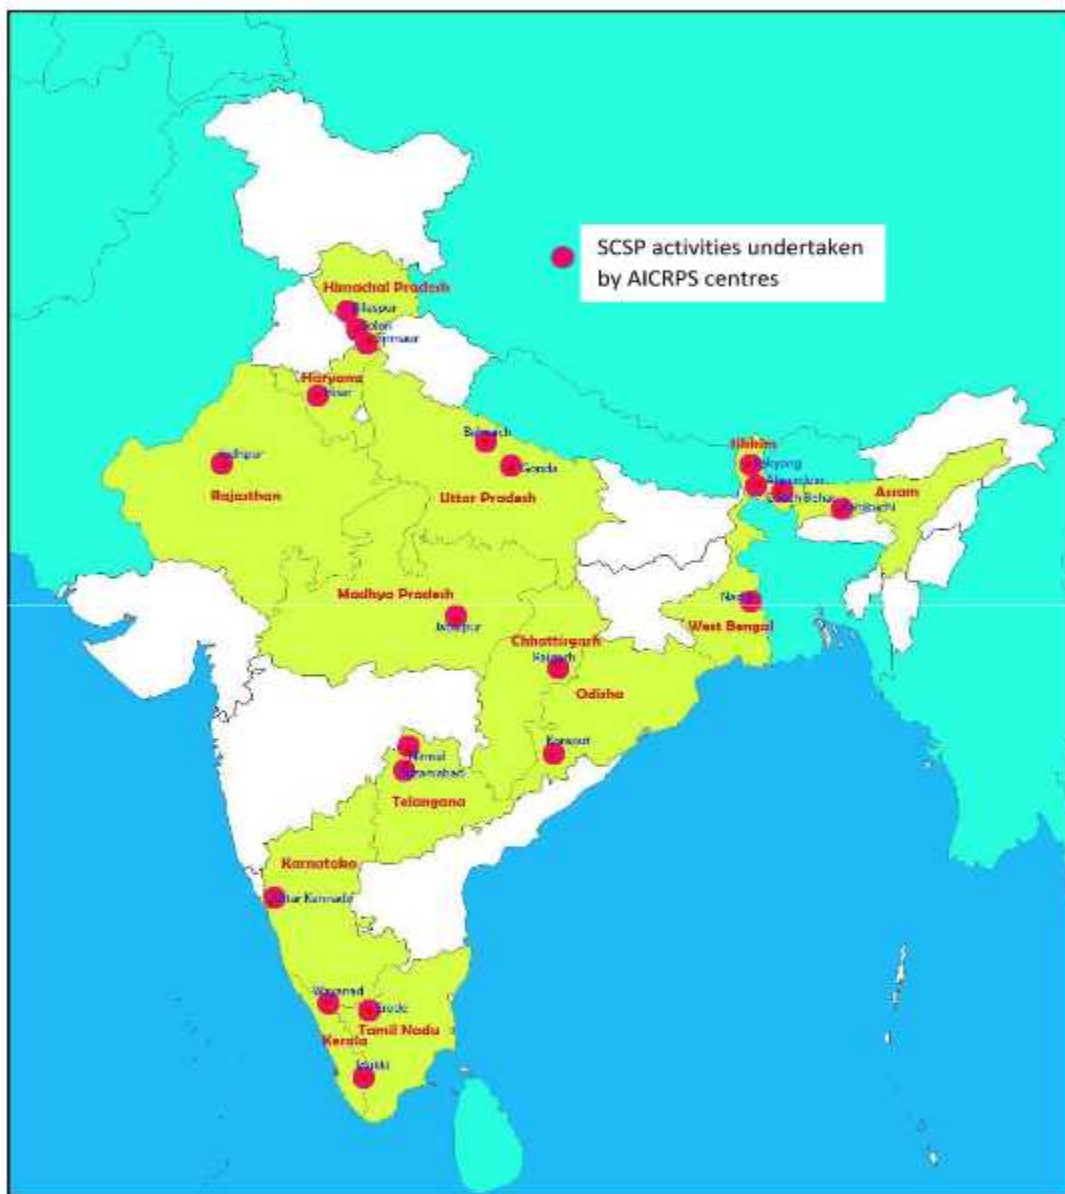 SCSP activities undertaken
by AICRPS centres
Himachal Pradesh
Bilaspur
Solan
Sirmaur
Haryana
Hisar
Jodhpur
Rajasthan
Bahraich
Gonda
Uttar Pradesh
Pakyong
Cooch Behar
Assam
Madhya Pradesh
Nadia
West Bengal
Chhattisgarh
Raigarh
Odisha
Koraput
Nirmal
Nizamabad
Telangana
Karnataka
Uttar Kannada
Wayanad
Erode
Tamil Nadu
Kerala
Idukki